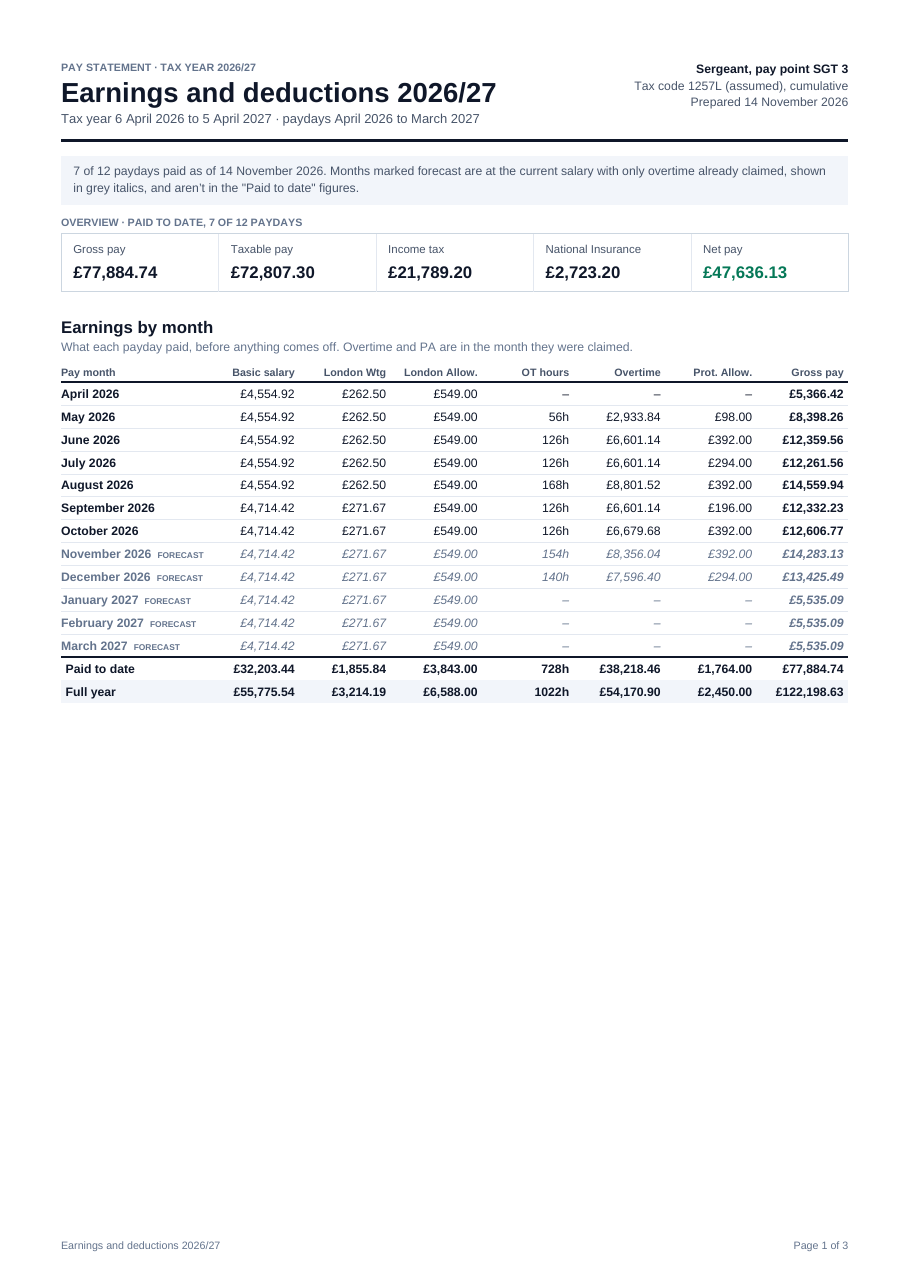 PAY STATEMENT · TAX YEAR 2026/27
Earnings and deductions 2026/27
Tax year 6 April 2026 to 5 April 2027 · paydays April 2026 to March 2027
Sergeant, pay point SGT 3
Tax code 1257L (assumed), cumulative
Prepared 14 November 2026
7 of 12 paydays paid as of 14 November 2026. Months marked forecast are at the current salary with only overtime already claimed, shown
in grey italics, and aren’t in the "Paid to date" figures.
OVERVIEW · PAID TO DATE, 7 OF 12 PAYDAYS
Gross pay Taxable pay Income tax National Insurance Net pay
£77,884.74 £72,807.30 £21,789.20 £2,723.20 £47,636.13
Earnings by month
What each payday paid, before anything comes off. Overtime and PA are in the month they were claimed.
Pay month Basic salary London Wtg London Allow. OT hours Overtime Prot. Allow. Gross pay
April 2026 £4,554.92 £262.50 £549.00 – – – £5,366.42
May 2026 £4,554.92 £262.50 £549.00 56h £2,933.84 £98.00 £8,398.26
June 2026 £4,554.92 £262.50 £549.00 126h £6,601.14 £392.00 £12,359.56
July 2026 £4,554.92 £262.50 £549.00 126h £6,601.14 £294.00 £12,261.56
August 2026 £4,554.92 £262.50 £549.00 168h £8,801.52 £392.00 £14,559.94
September 2026 £4,714.42 £271.67 £549.00 126h £6,601.14 £196.00 £12,332.23
October 2026 £4,714.42 £271.67 £549.00 126h £6,679.68 £392.00 £12,606.77
November 2026 FORECAST £4,714.42 £271.67 £549.00 154h £8,356.04 £392.00 £14,283.13
December 2026 FORECAST £4,714.42 £271.67 £549.00 140h £7,596.40 £294.00 £13,425.49
January 2027 FORECAST £4,714.42 £271.67 £549.00 – – – £5,535.09
February 2027 FORECAST £4,714.42 £271.67 £549.00 – – – £5,535.09
March 2027 FORECAST £4,714.42 £271.67 £549.00 – – – £5,535.09
Paid to date £32,203.44 £1,855.84 £3,843.00 728h £38,218.46 £1,764.00 £77,884.74
Full year £55,775.54 £3,214.19 £6,588.00 1022h £54,170.90 £2,450.00 £122,198.63
Earnings and deductions 2026/27
Page 1 of 3